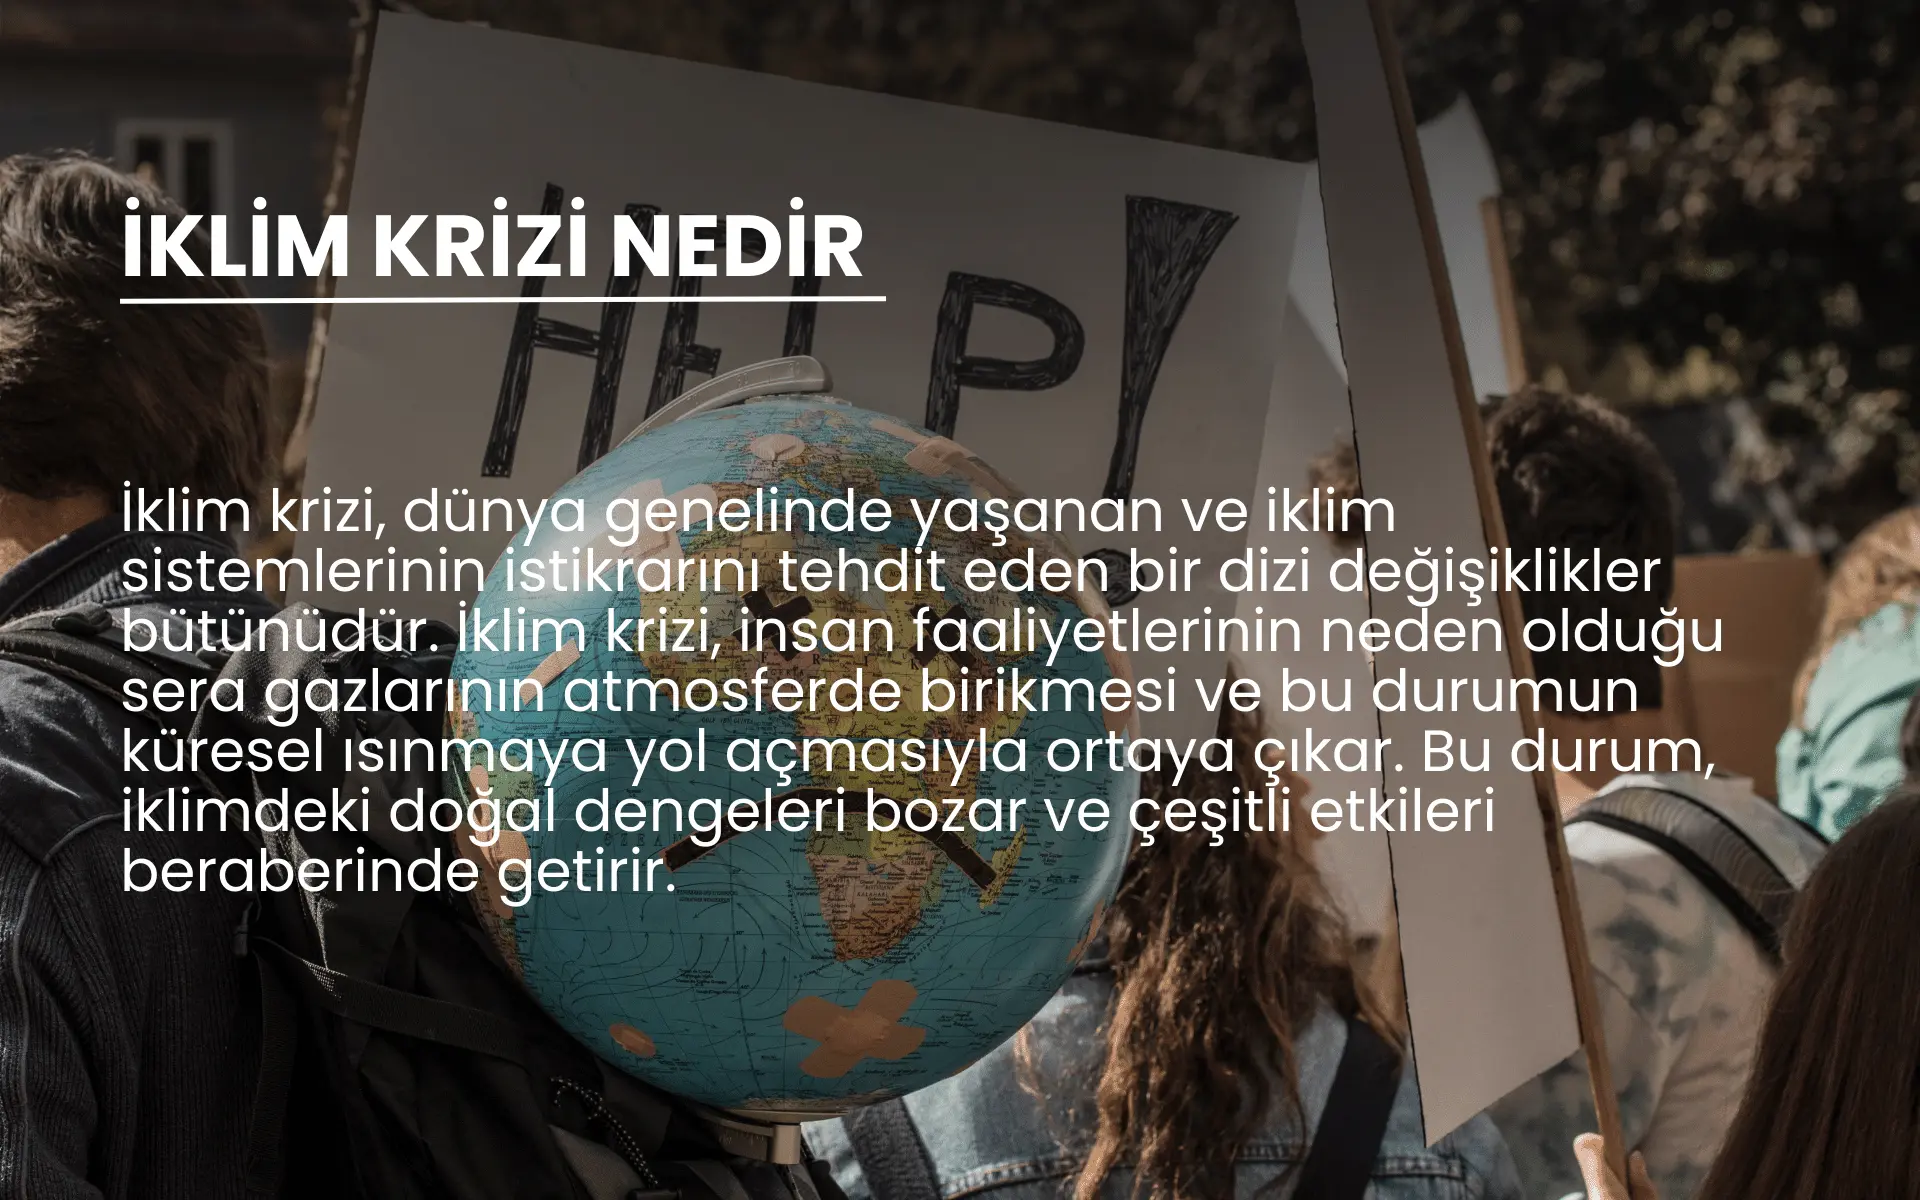 İKLİM KRİZİ NEDİR
HELP!
İklim krizi, dünya genelinde yaşanan ve iklim
sistemlerinin istikrarını tehdit eden bir dizi değişiklikler
bütünüdür. İklim krizi, insan faaliyetlerinin neden olduğu
sera gazlarının atmosferde birikmesi ve bu durumun
küresel ısınmaya yol açmasıyla ortaya çıkar. Bu durum,
iklimdeki doğal dengeleri bozar ve çeşitli etkileri
beraberinde getirir.